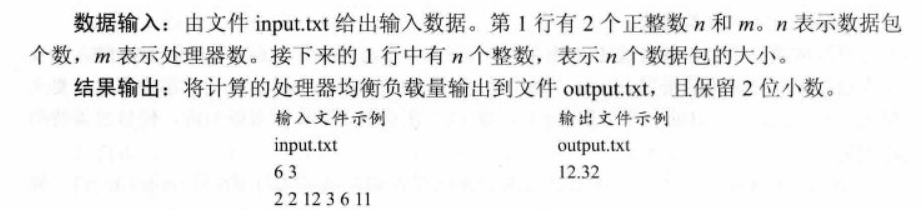 数据输入：由文件 input.txt 给出输入数据。第 1 行有 2 个正整数 n 和 m。n 表示数据包
个数，m 表示处理器数。接下来的 1 行中有 n 个整数，表示 n 个数据包的大小。
结果输出：将计算的处理器均衡负载量输出到文件 output.txt，且保留 2 位小数。
输入文件示例 输出文件示例
input.txt output.txt
6 3 12.32
2 2 12 3 6 11